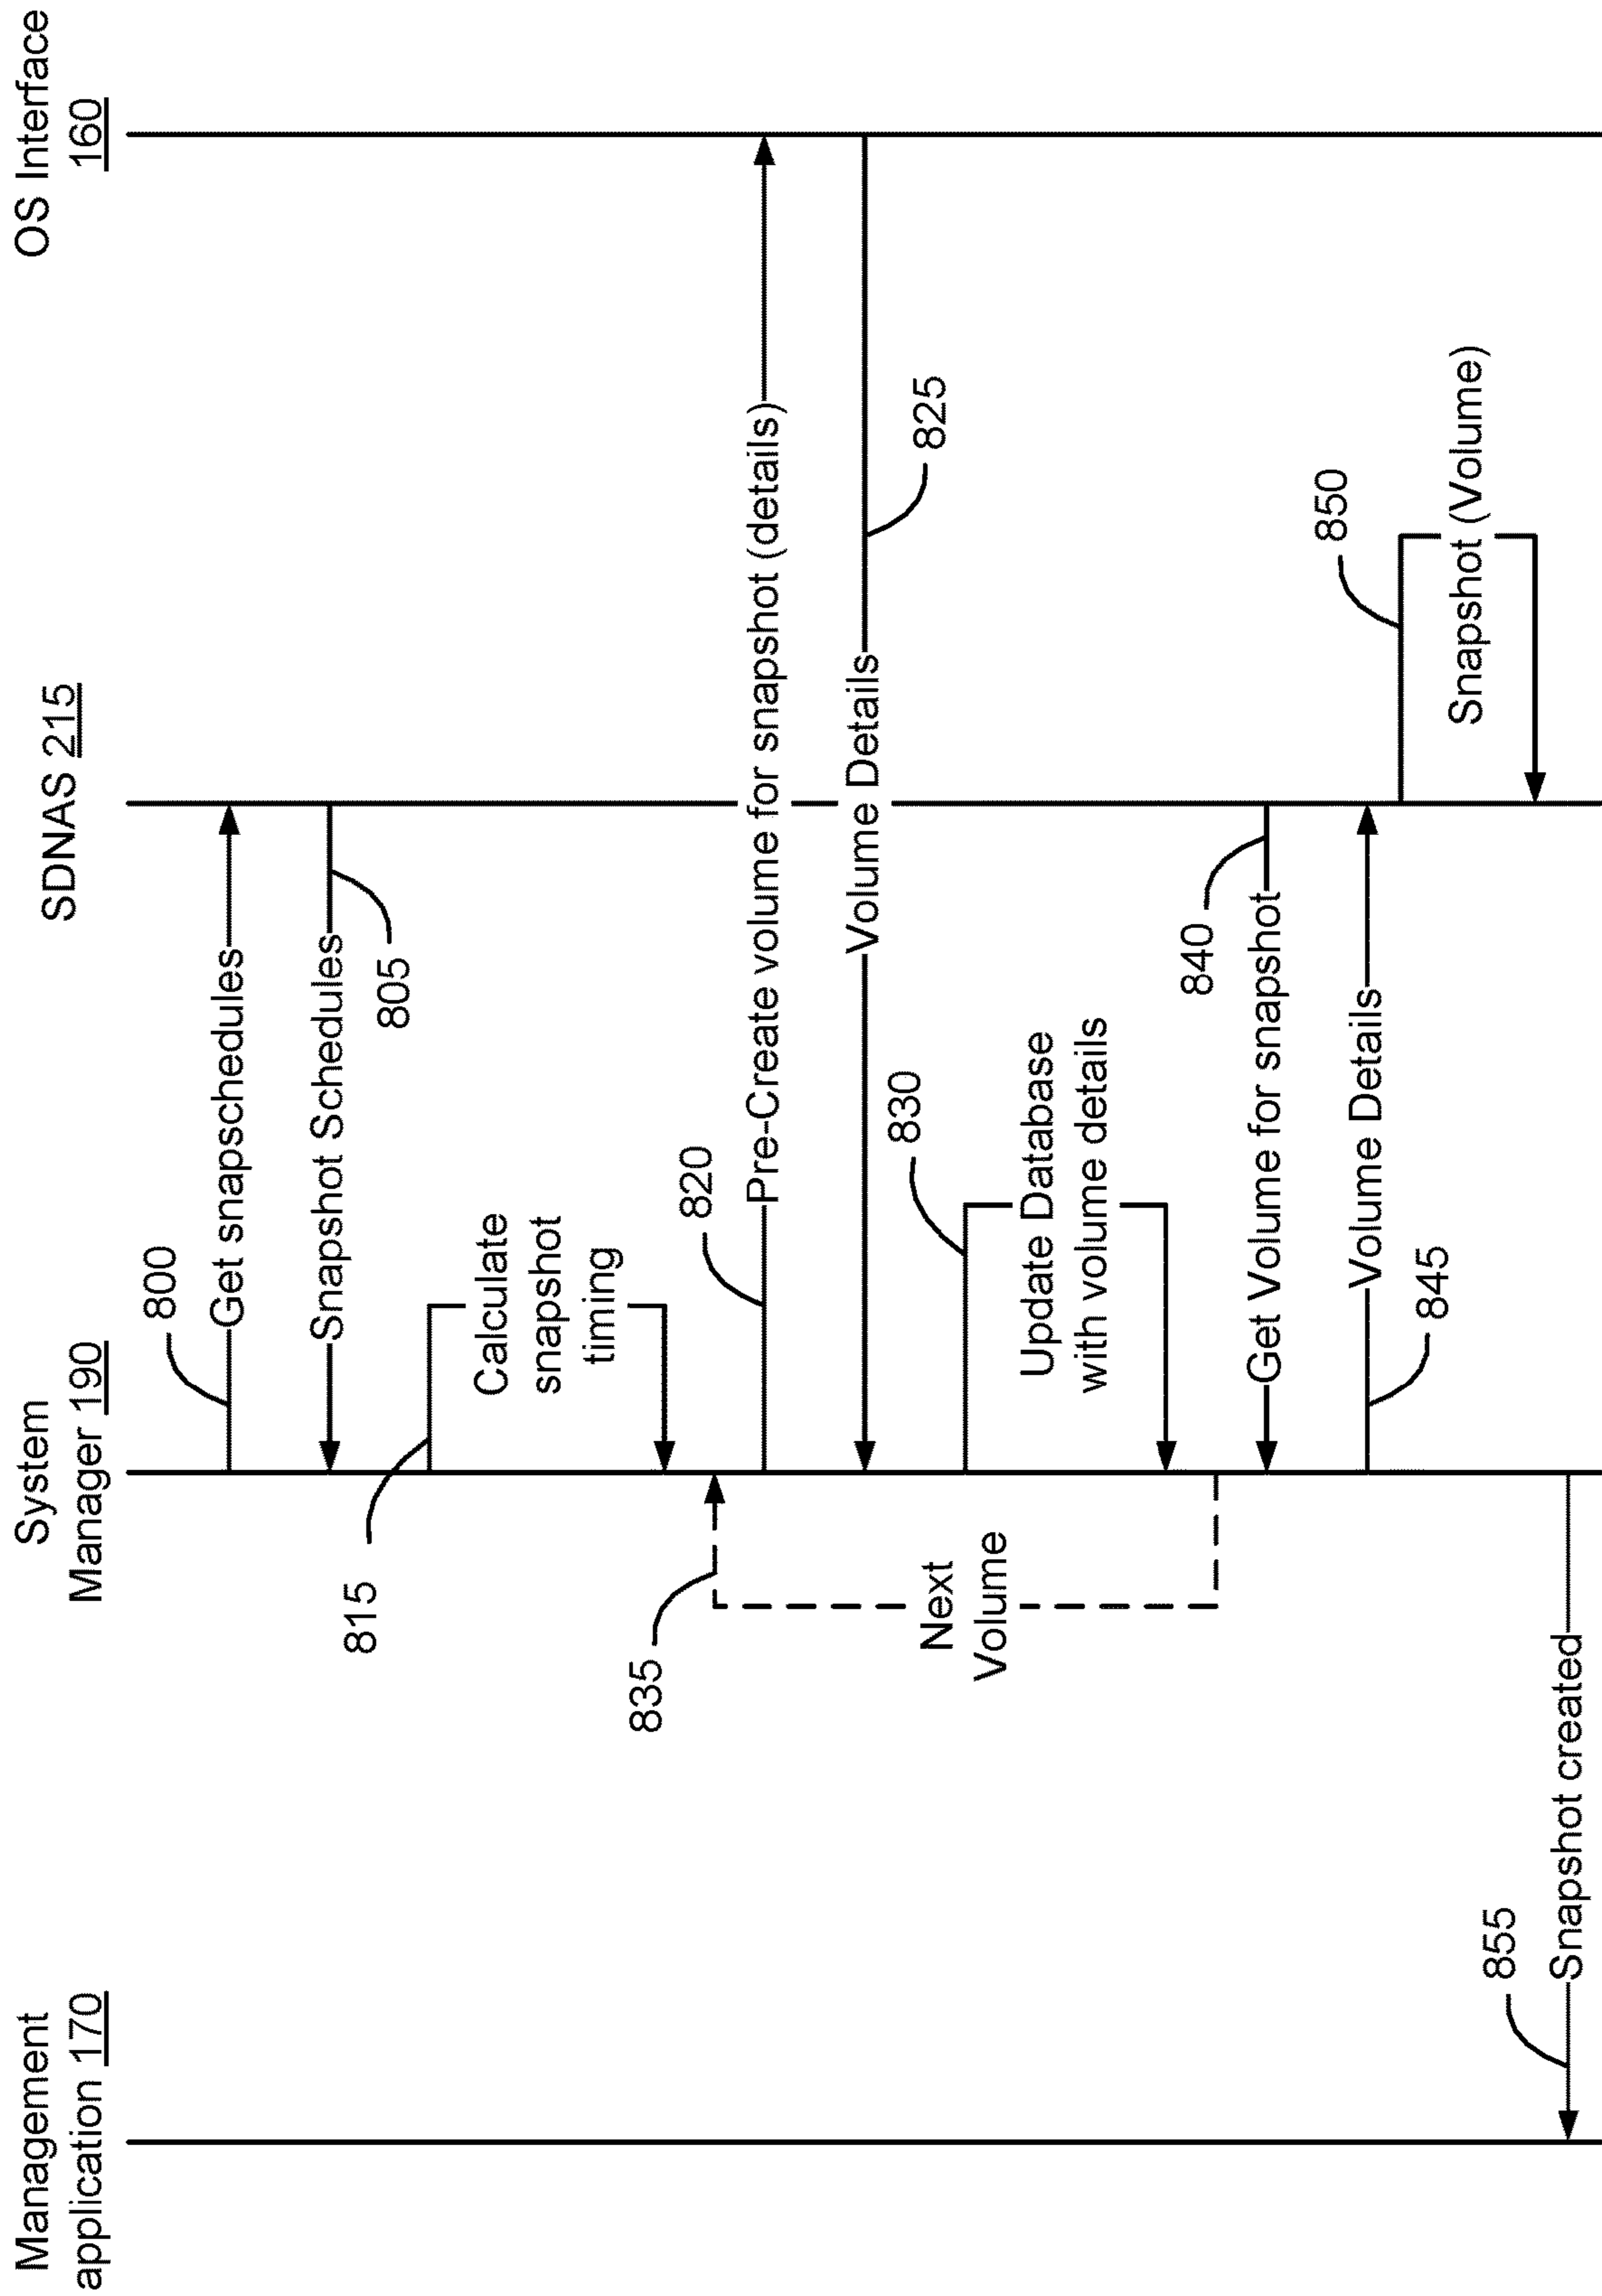 Management
application 170
System
Manager 190
SDNAS 215
OS Interface
160
800
Get snapschedules
Snapshot Schedules
805
815
Calculate
snapshot
timing
835
820
Pre-Create volume for snapshot (details)
Volume Details
825
830
Update Database
with volume details
Next
Volume
840
Get Volume for snapshot
Volume Details
845
850
Snapshot (Volume)
855
Snapshot created